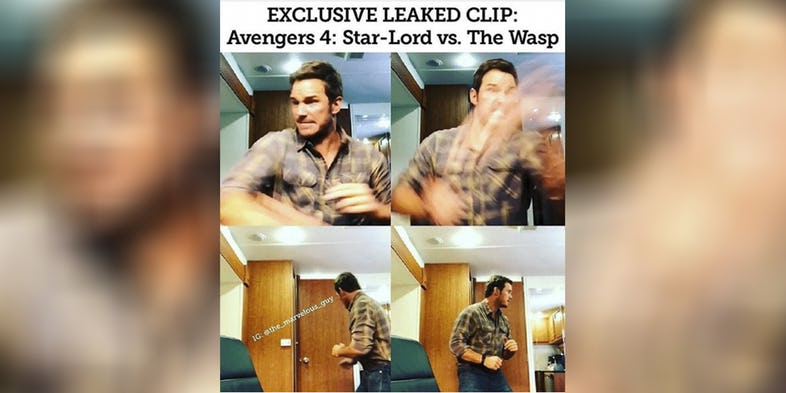 EXCLUSIVE LEAKED CLIP:
Avengers 4: Star-Lord vs. The Wasp
IG: @the_marvelous_guy